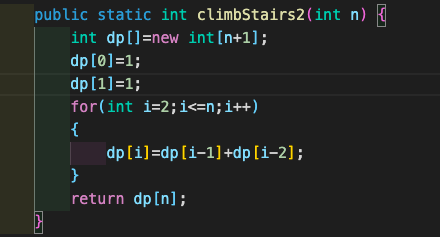 public static int climbStairs2(int n) {
int dp[]=new int[n+1];
dp[0]=1;
dp[1]=1;
for(int i=2;i<=n;i++)
{
dp[i]=dp[i-1]+dp[i-2];
}
return dp[n];
}